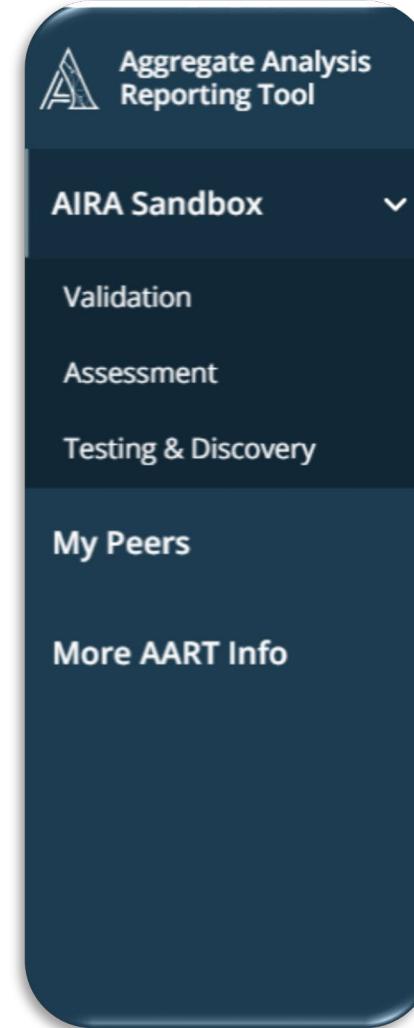 Aggregate Analysis
Reporting Tool
AIRA Sandbox
Validation
Assessment
Testing & Discovery
My Peers
More AART Info